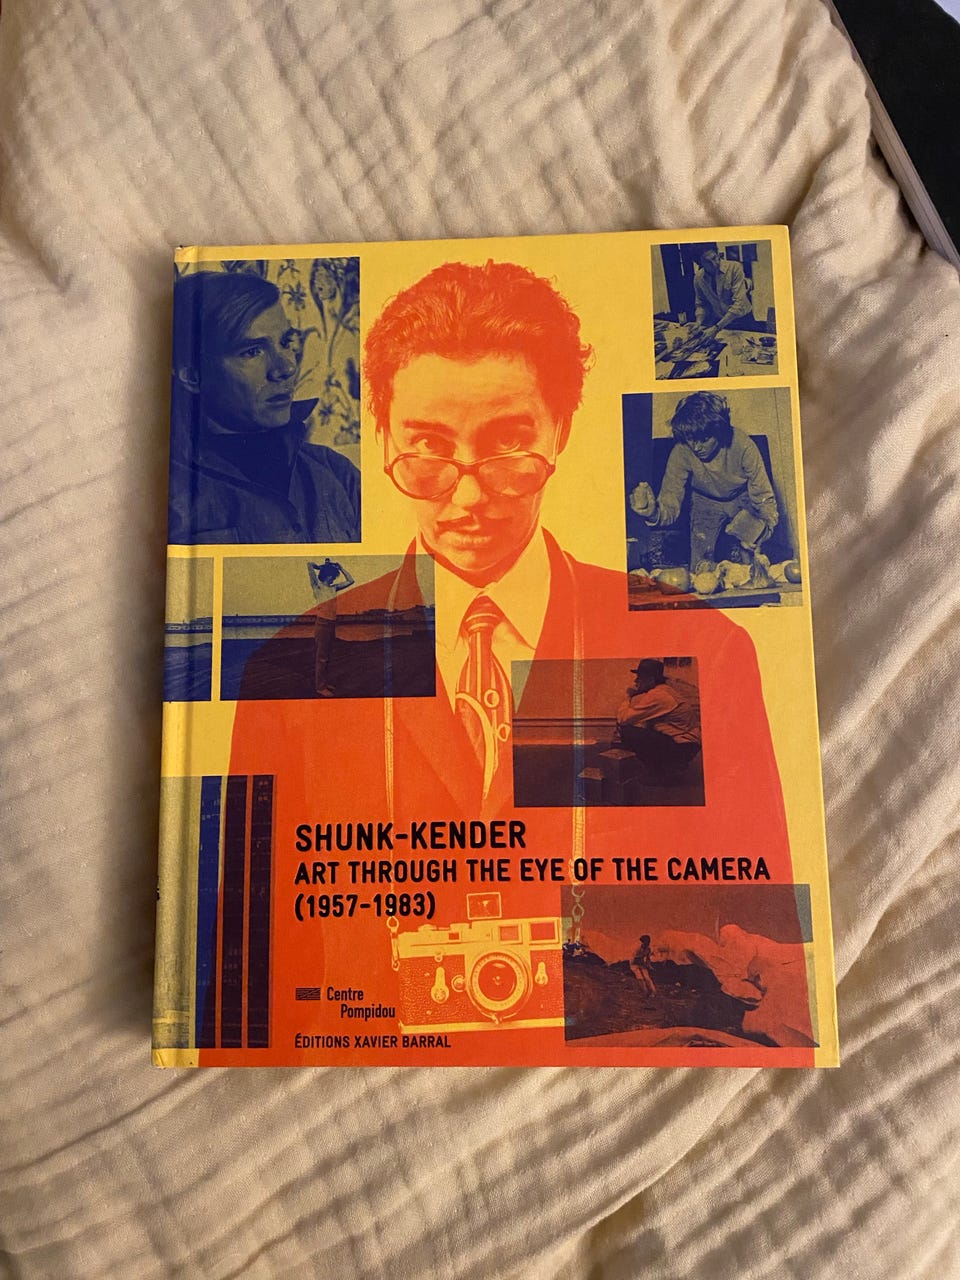 SHUNK-KENDER
ART THROUGH THE EYE OF THE CAMERA
(1957-1983)
Centre
Pompidou
ÉDITIONS XAVIER BARRAL